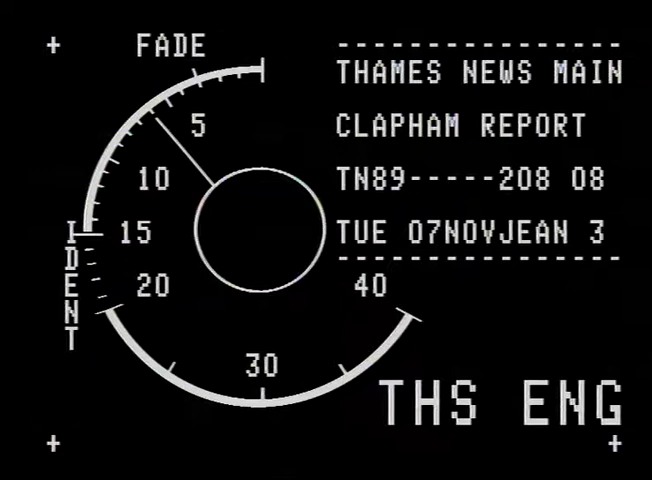 FADE
THAMES NEWS MAIN
CLAPHAM REPORT
TN89-----208 08
TUE 07NOVJEAN 3
5
10
15
20
30
40
IDENT
THS ENG